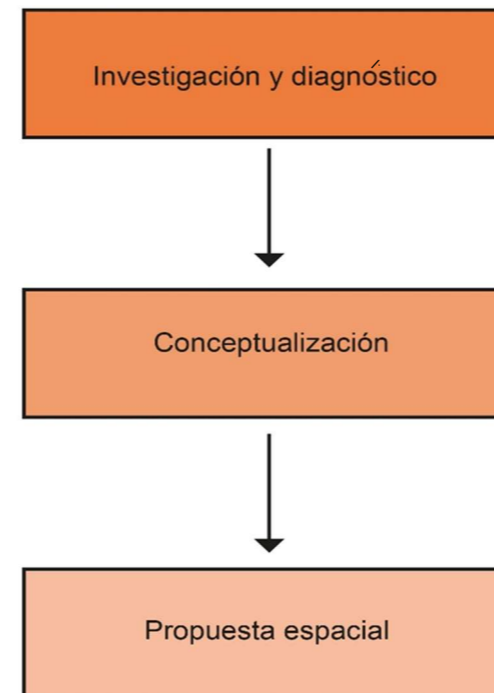 Investigación y diagnóstico
Conceptualización
Propuesta espacial